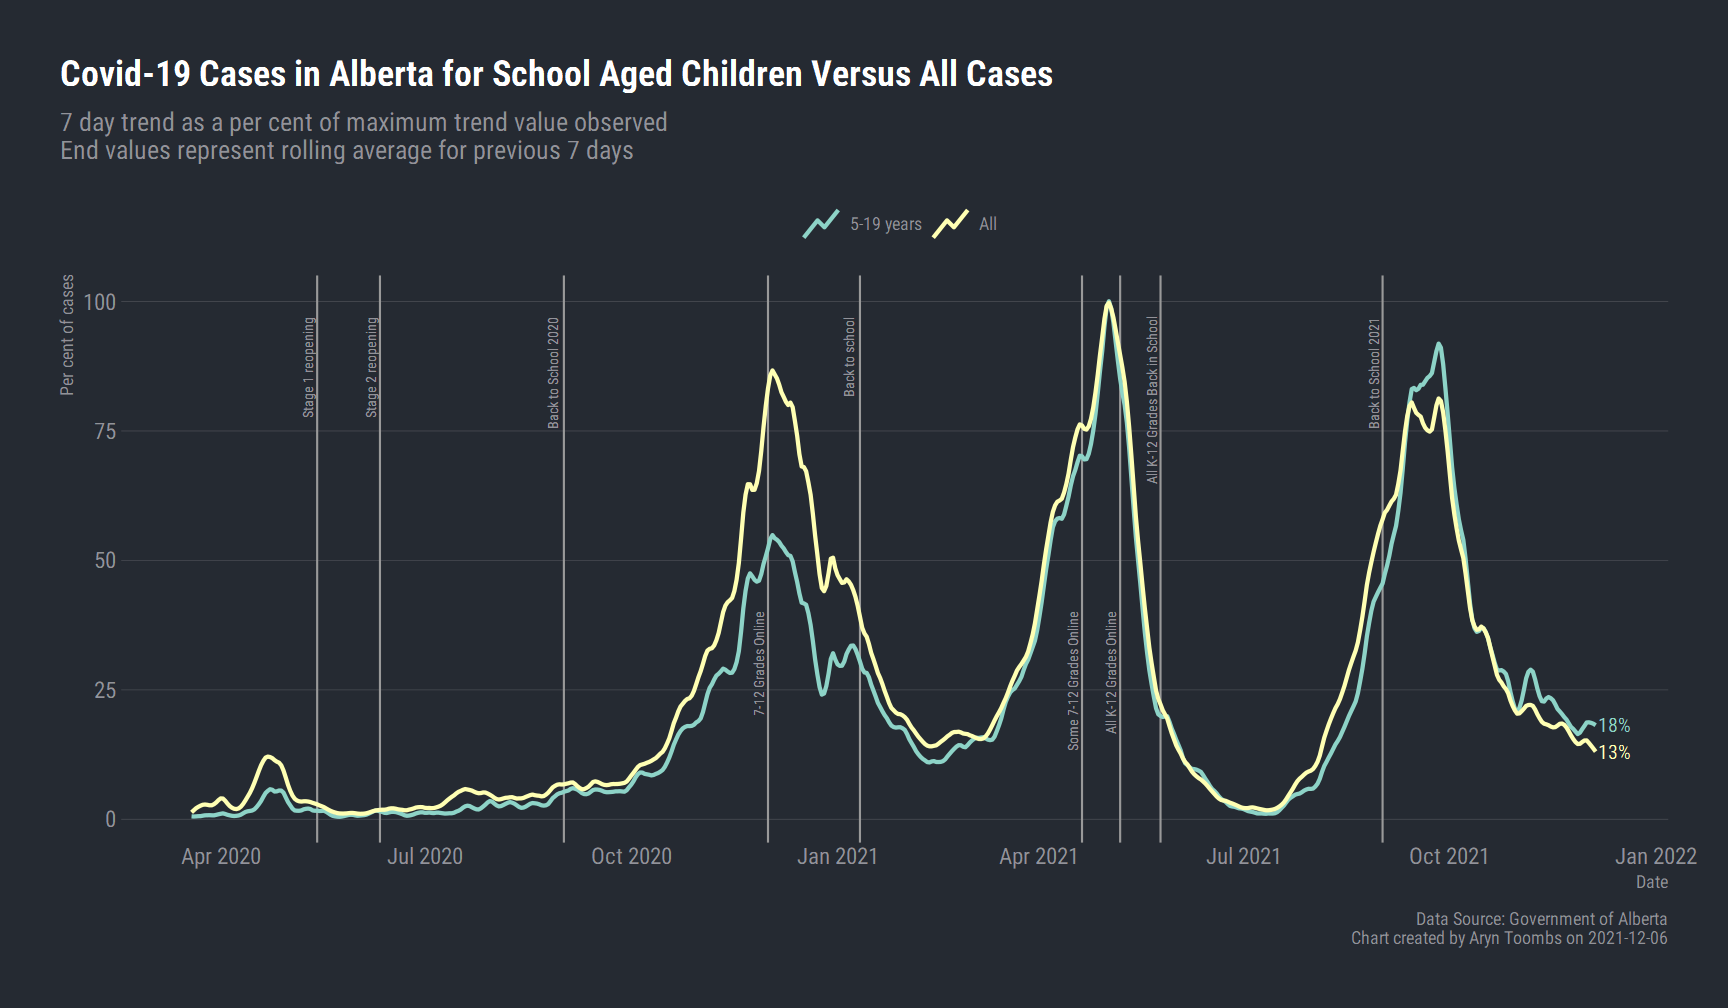 Covid-19 Cases in Alberta for School Aged Children Versus All Cases
7 day trend as a per cent of maximum trend value observed
End values represent rolling average for previous 7 days
5-19 years
All
Per cent of cases
100
75
50
25
0
Stage 1 reopening
Stage 2 reopening
Back to School 2020
7-12 Grades Online
Back to school
Some 7-12 Grades Online
All K-12 Grades Online
All K-12 Grades Back in School
Back to School 2021
18%
13%
Apr 2020
Jul 2020
Oct 2020
Jan 2021
Apr 2021
Jul 2021
Oct 2021
Jan 2022
Date
Data Source: Government of Alberta
Chart created by Aryn Toombs on 2021-12-06